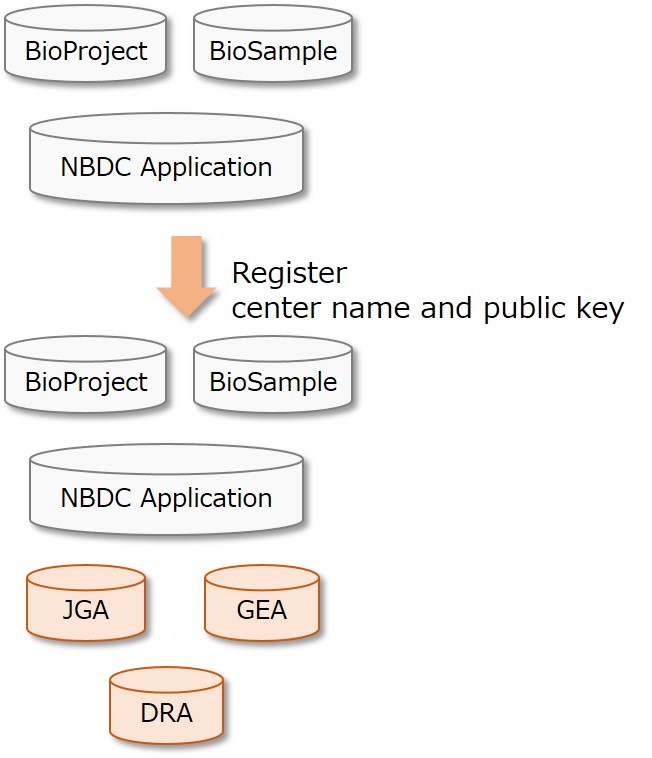 BioProject
BioSample
NBDC Application
Register
center name and public key
BioProject
BioSample
NBDC Application
JGA
GEA
DRA